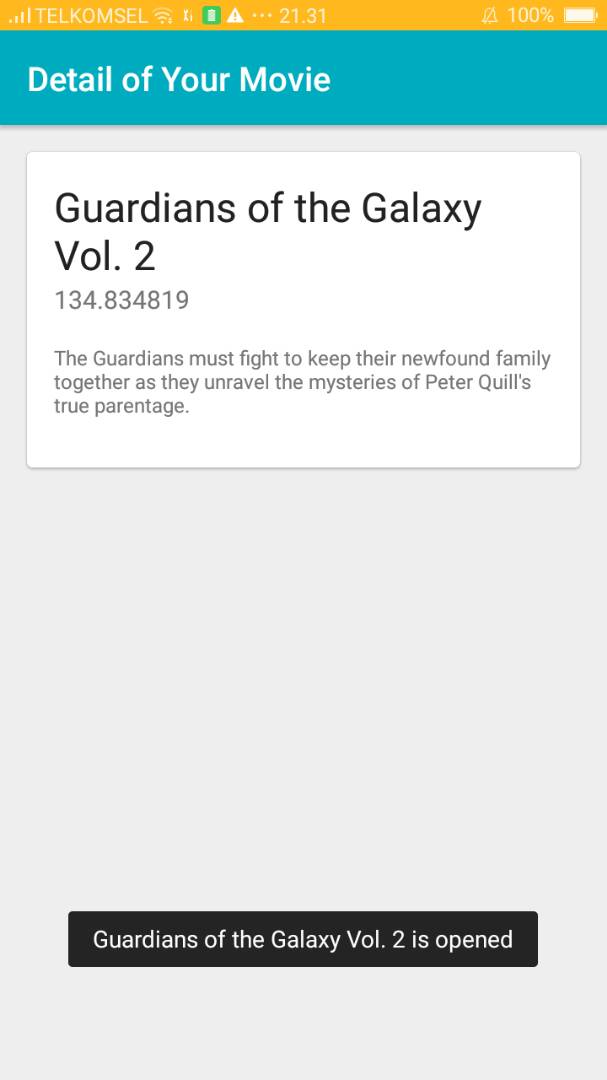 TELKOMSEL ... 21.31 100%
Detail of Your Movie
Guardians of the Galaxy
Vol. 2
134.834819
The Guardians must fight to keep their newfound family
together as they unravel the mysteries of Peter Quill's
true parentage.
Guardians of the Galaxy Vol. 2 is opened